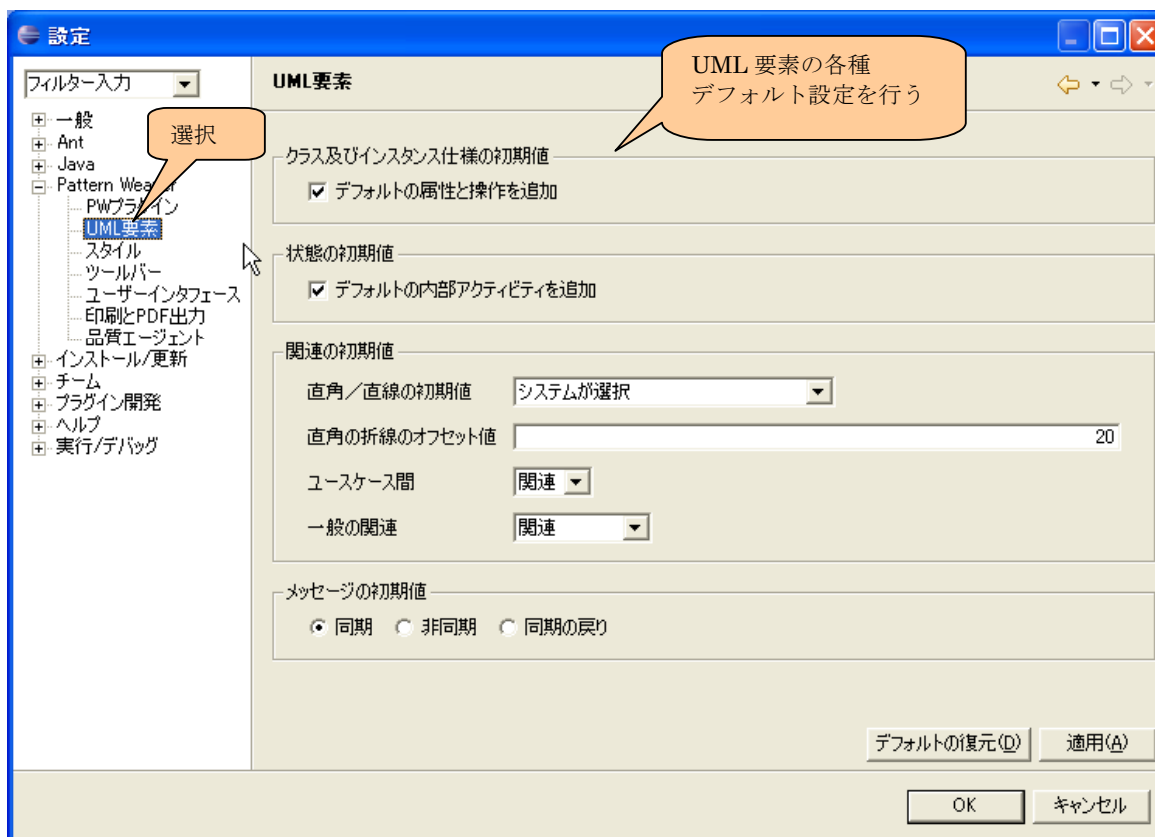 設定
UML 要素の各種
デフォルト設定を行う
フィルター入力
UML要素
一般
選択
Ant
Java
Pattern Weaver
PWプラグイン
UML要素
スタイル
ツールバー
ユーザーインタフェース
印刷とPDF出力
品質エージェント
インストール/更新
チーム
プラグイン開発
ヘルプ
実行/デバッグ
クラス及びインスタンス仕様の初期値
デフォルトの属性と操作を追加
状態の初期値
デフォルトの内部アクティビティを追加
関連の初期値
直角／直線の初期値 システムが選択
直角の折線のオフセット値 20
ユースケース間 関連
一般の関連 関連
メッセージの初期値
同期 非同期 同期の戻り
デフォルトの復元(D) 適用(A)
OK キャンセル